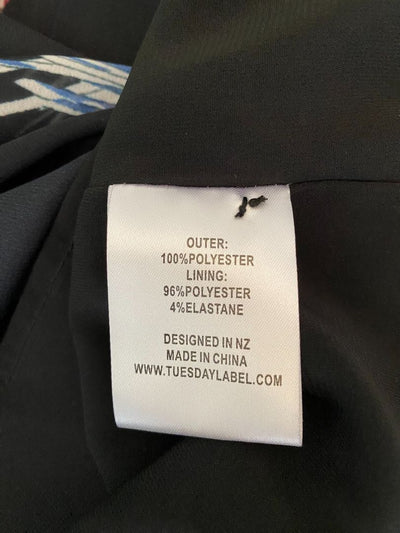 OUTER:
100%POLYESTER
LINING:
96%POLYESTER
4%ELASTANE
DESIGNED IN NZ
MADE IN CHINA
WWW.TUESDAYLABEL.COM